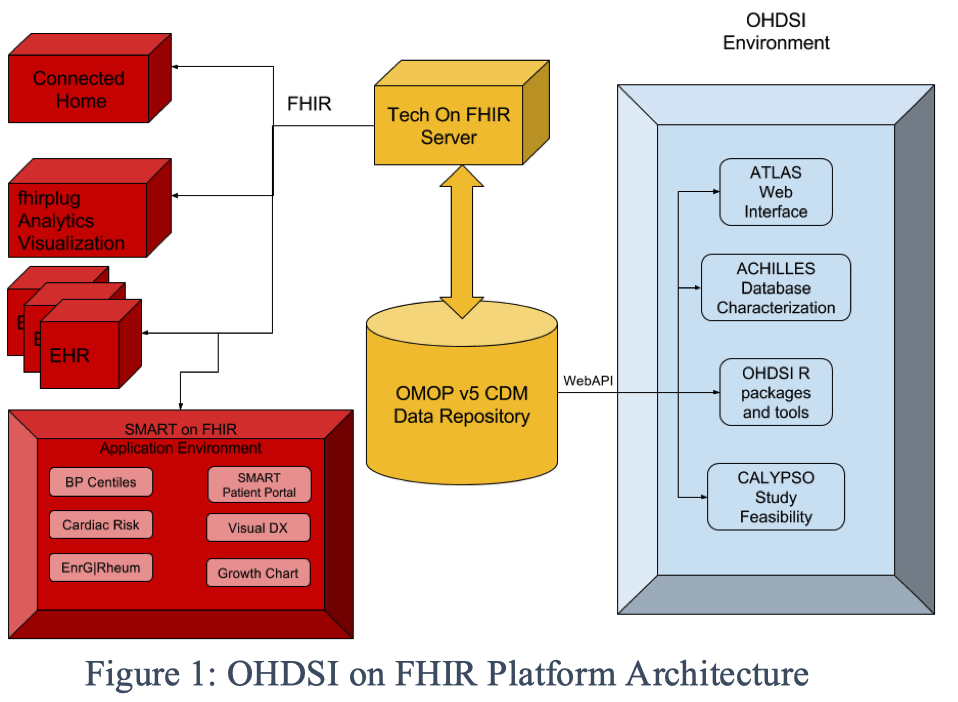 OHDSI
Environment
Connected
Home
FHIR
Tech On FHIR
Server
fhirplug
Analytics
Visualization
ATLAS
Web
Interface
ACHILLES
Database
Characterization
E
E
EHR
OMOP v5 CDM
Data Repository
WebAPI
OHDSI R
packages
and tools
SMART on FHIR
Application Environment
BP Centiles
SMART
Patient Portal
Cardiac Risk
Visual DX
EnrG|Rheum
Growth Chart
CALYPSO
Study
Feasibility
Figure 1: OHDSI on FHIR Platform Architecture